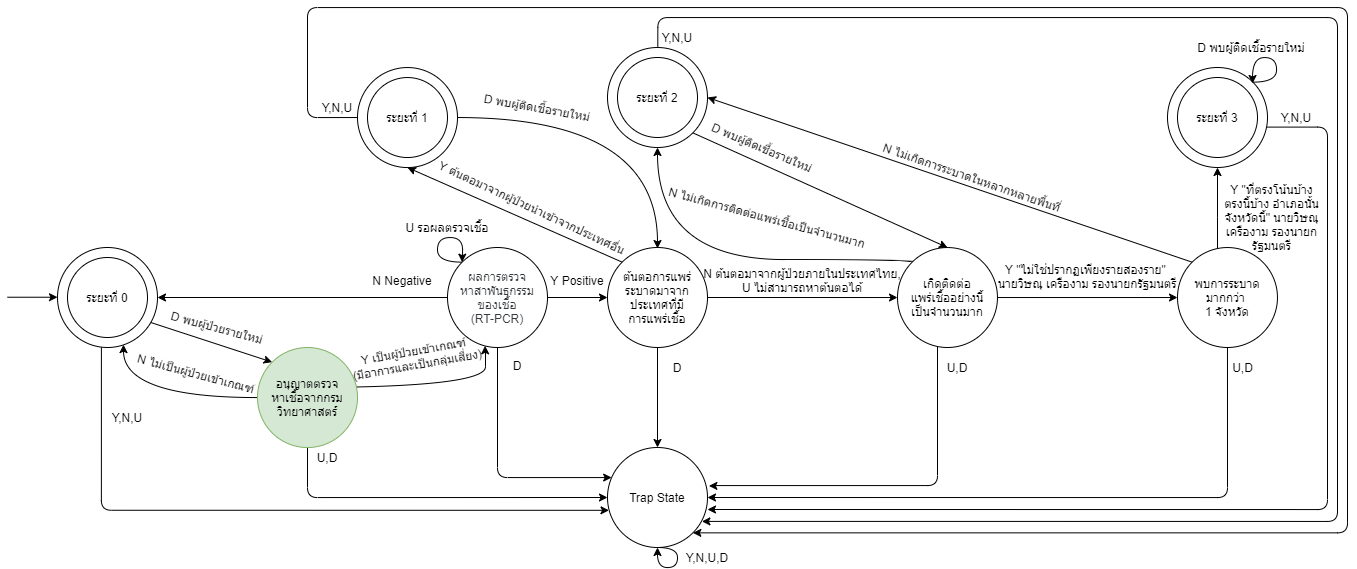 Y,N,U
D พบผู้ติดเชื้อรายใหม่
ระยะที่ 1
ระยะที่ 2
ระยะที่ 3
Y,N,U
D พบผู้ติดเชื้อรายใหม่
Y,N,U
D พบผู้ติดเชื้อรายใหม่
N ไม่เกิดการระบาดในหลากหลายพื้นที่
Y ต้นตอมาจากผู้ป่วยนำเข้าจากประเทศอื่น
N ไม่เกิดการติดต่อแพร่เชื้อเป็นจำนวนมาก
Y "ที่ตรงโน้นบ้าง
ตรงนี้บ้าง อำเภอนั้น
จังหวัดนี้" นายวิษณุ
เครืองาม รองนายก
รัฐมนตรี
U รอผลตรวจเชื้อ
ระยะที่ 0
N Negative
ผลการตรวจ
หาสาพันธุกรรม
ของเชื้อ
(RT-PCR)
Y Positive
ต้นตอการแพร่
ระบาดมาจาก
ประเทศที่มี
การแพร่เชื้อ
N ต้นตอมาจากผู้ป่วยภายในประเทศไทย,
U ไม่สามารถหาต้นตอได้
เกิดติดต่อ
แพร่เชื้ออย่างนี้
เป็นจำนวนมาก
Y "ไม่ใช่ปรากฏเพียงรายสองราย"
นายวิษณุ เครืองาม รองนายกรัฐมนตรี
พบการระบาด
มากกว่า
1 จังหวัด
D พบผู้ป่วยรายใหม่
N ไม่เป็นผู้ป่วยเข้าเกณฑ์
Y เป็นผู้ป่วยเข้าเกณฑ์
(มีอาการและเป็นกลุ่มเสี่ยง)
อนุญาตตรวจ
หาเชื้อจากกรม
วิทยาศาสตร์
D
D
U,D
U,D
Y,N,U
U,D
Trap State
Y,N,U,D